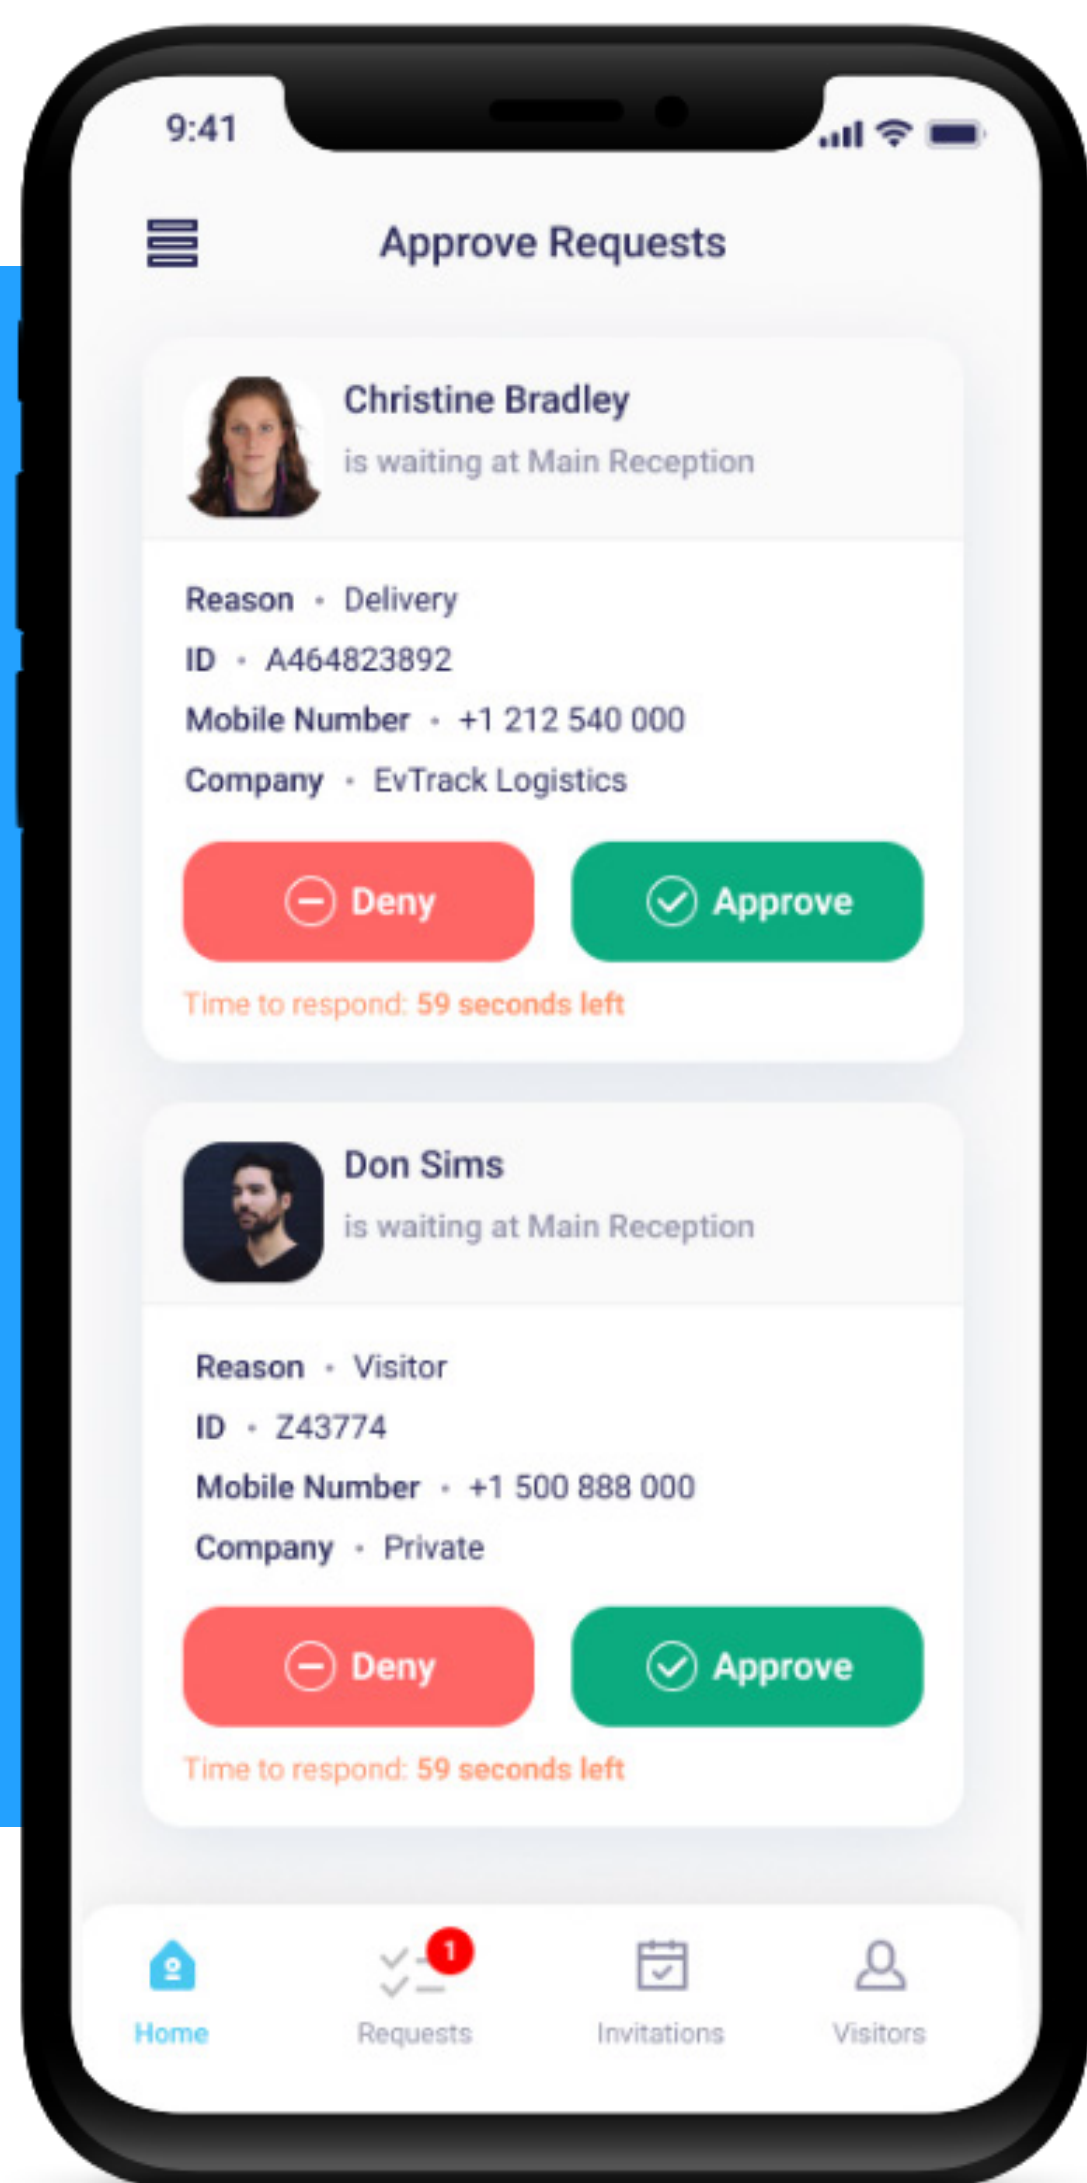 9:41
Approve Requests
Christine Bradley
is waiting at Main Reception
Reason • Delivery
ID • A464823892
Mobile Number • +1 212 540 000
Company • EvTrack Logistics
Deny
Approve
Time to respond: 59 seconds left
Don Sims
is waiting at Main Reception
Reason • Visitor
ID • Z43774
Mobile Number • +1 500 888 000
Company • Private
Deny
Approve
Time to respond: 59 seconds left
1
Home
Requests
Invitations
Visitors